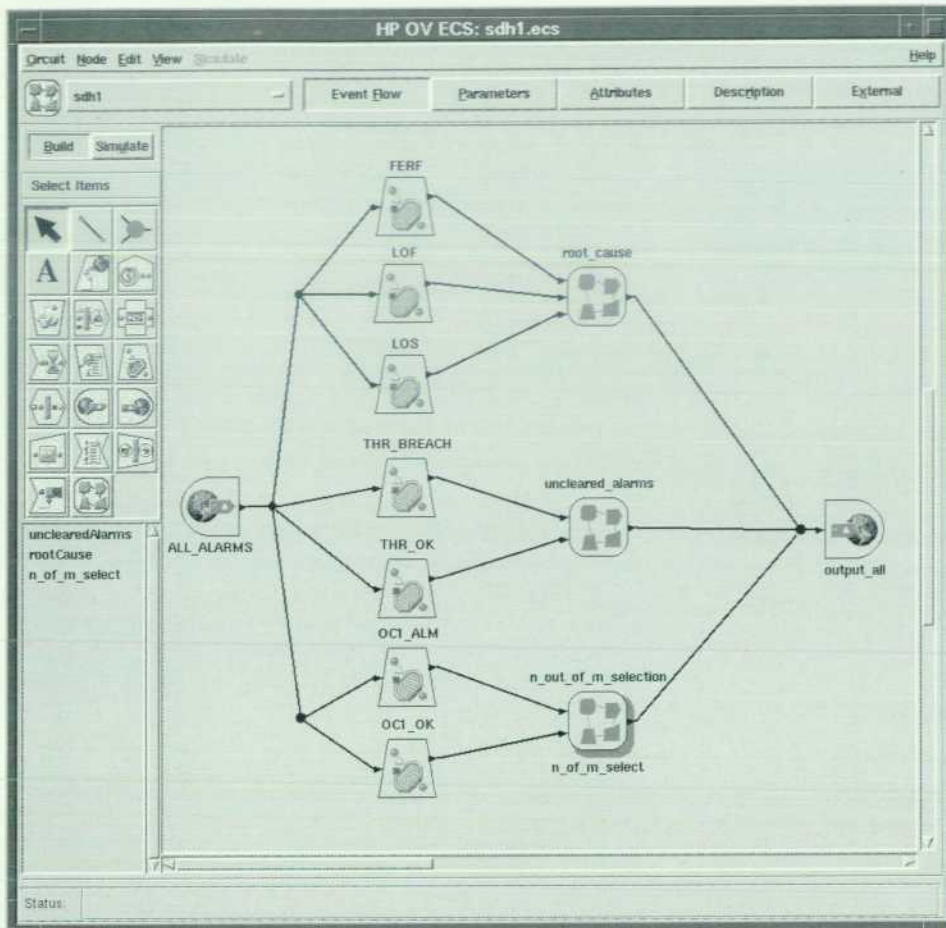 HP OV ECS: sdh1.ecs
Circuit Node Edit View Simulate Help
sdh1 Event Flow Parameters Attributes Description External
Build Simulate
Select Items
A
FERF
LOF
root_cause
LOS
THR_BREACH
uncleared_alarms
ALL_ALARMS
THR_OK
output_all
OC1_ALM
n_out_of_m_selection
OC1_OK
n_of_m_select
unclearedAlarms
rootCause
n_of_m_select
Status: